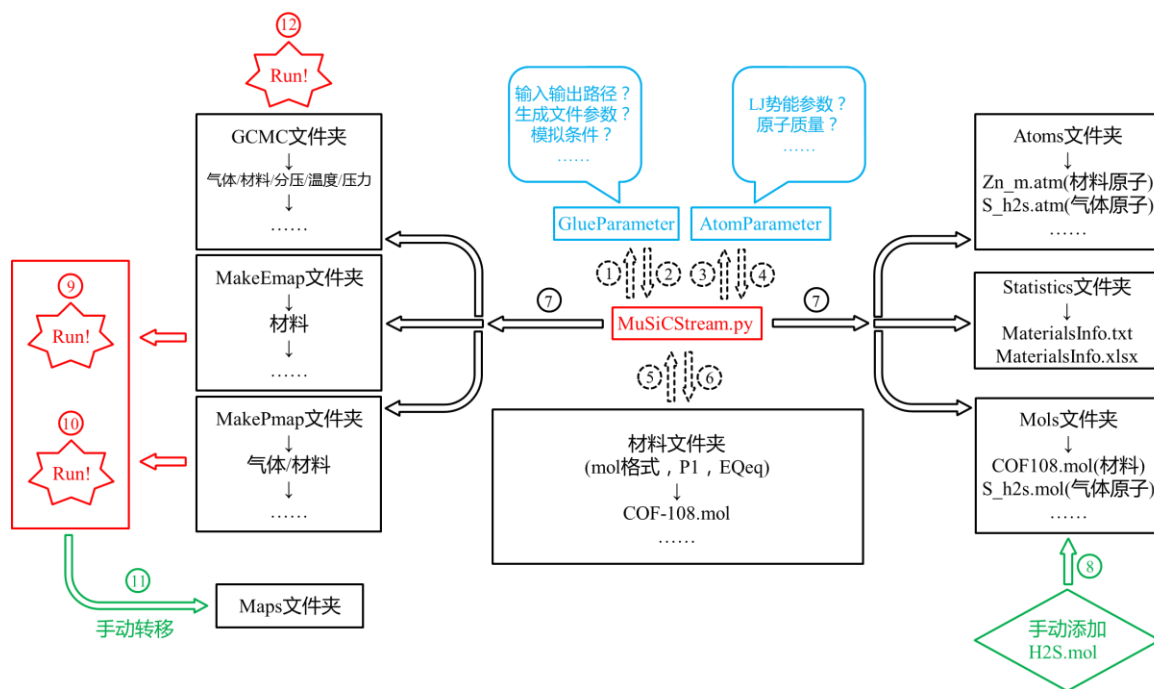 ⑫
Run!
GCMC文件夹
↓
气体/材料/分压/温度/压力
↓
……
⑨
Run!
MakeEmap文件夹
↓
材料
↓
……
⑩
Run!
MakePmap文件夹
↓
气体/材料
↓
……
⑪
手动转移
Maps文件夹
输入输出路径？
生成文件参数？
模拟条件？
……
LJ势能参数？
原子质量？
……
GlueParameter
AtomParameter
① ② ③ ④
⑦
MuSiCStream.py
⑦
⑤ ⑥
材料文件夹
(mol格式，P1，EQeq)
↓
COF-108.mol
……
Atoms文件夹
↓
Zn_m.atm(材料原子)
S_h2s.atm(气体原子)
……
Statistics文件夹
↓
MaterialsInfo.txt
MaterialsInfo.xlsx
Mols文件夹
↓
COF108.mol(材料)
S_h2s.mol(气体原子)
……
⑧
手动添加
H2S.mol